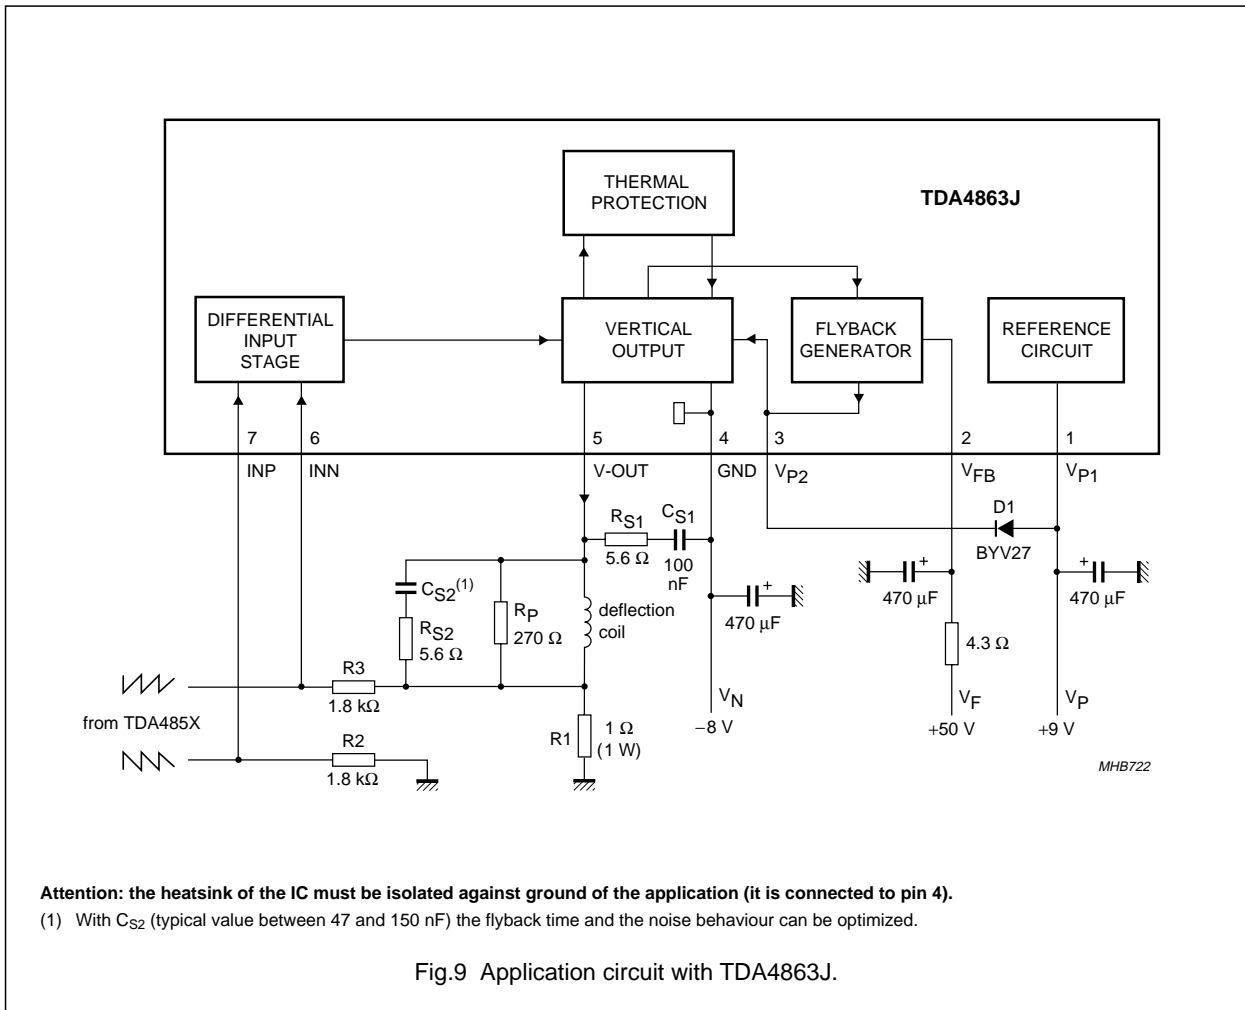 THERMAL
PROTECTION
TDA4863J
DIFFERENTIAL
INPUT
STAGE
VERTICAL
OUTPUT
FLYBACK
GENERATOR
REFERENCE
CIRCUIT
7
6
5
4
3
2
1
INP
INN
V-OUT
GND
VP2
VFB
VP1
D1
BYV27
RS1
5.6 Ω
CS1
100
nF
CS2(1)
RS2
5.6 Ω
RP
270 Ω
deflection
coil
470 μF
470 μF
470 μF
4.3 Ω
R3
1.8 kΩ
from TDA485X
R2
1.8 kΩ
R1
1 Ω
(1 W)
VN
−8 V
VF
+50 V
VP
+9 V
MHB722
Attention: the heatsink of the IC must be isolated against ground of the application (it is connected to pin 4).
(1) With CS2 (typical value between 47 and 150 nF) the flyback time and the noise behaviour can be optimized.
Fig.9 Application circuit with TDA4863J.